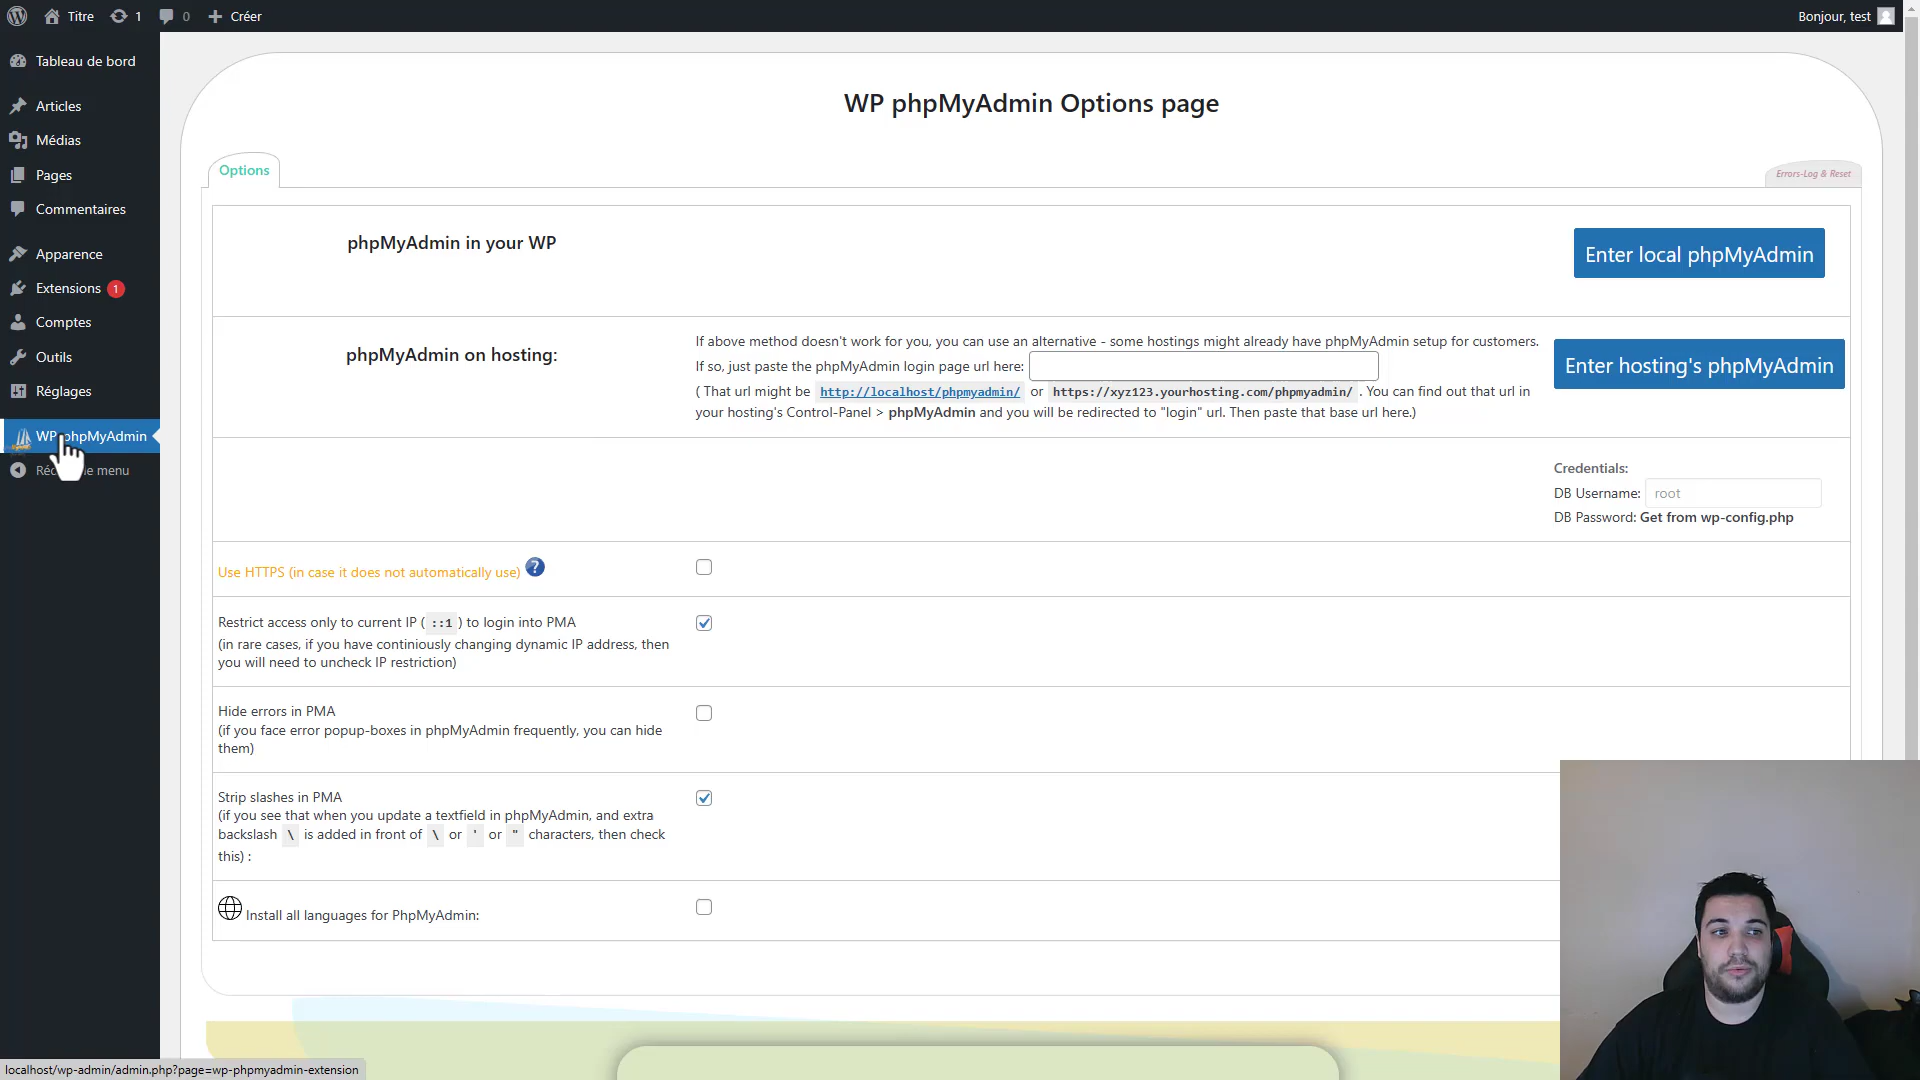 Titre
1
0
Créer
Bonjour, test
Tableau de bord
Articles
Médias
Pages
Commentaires
Apparence
Extensions 1
Comptes
Outils
Réglages
WP phpMyAdmin
menu
WP phpMyAdmin Options page
Options
Errors-Log & Reset
phpMyAdmin in your WP
Enter local phpMyAdmin
phpMyAdmin on hosting:
If above method doesn't work for you, you can use an alternative - some hostings might already have phpMyAdmin setup for customers.
If so, just paste the phpMyAdmin login page url here:
( That url might be http://localhost/phpmyadmin/ or https://xyz123.yourhosting.com/phpmyadmin/ . You can find out that url in
your hosting's Control-Panel > phpMyAdmin and you will be redirected to "login" url. Then paste that base url here.)
Enter hosting's phpMyAdmin
Credentials:
DB Username: root
DB Password: Get from wp-config.php
Use HTTPS (in case it does not automatically use) ?
Restrict access only to current IP ( ::1 ) to login into PMA
(in rare cases, if you have continiously changing dynamic IP address, then
you will need to uncheck IP restriction)
Hide errors in PMA
(if you face error popup-boxes in phpMyAdmin frequently, you can hide
them)
Strip slashes in PMA
(if you see that when you update a textfield in phpMyAdmin, and extra
backslash \ is added in front of \ or ' or " characters, then check
this) :
Install all languages for PhpMyAdmin:
localhost/wp-admin/admin.php?page=wp-phpmyadmin-extension